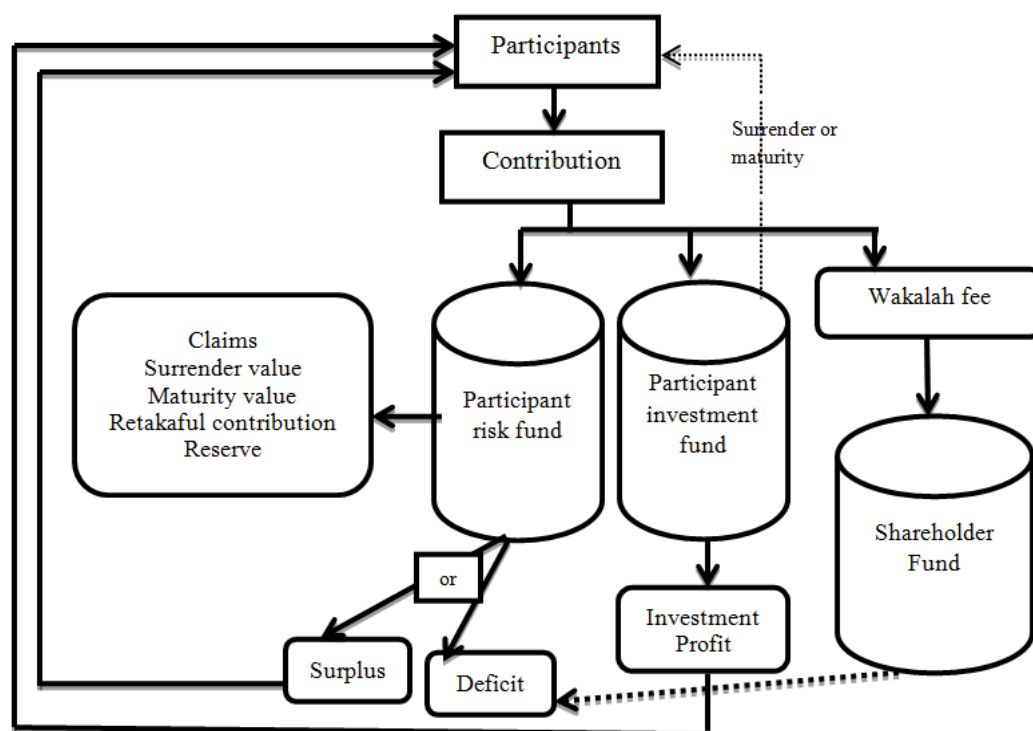 Participants
Surrender or
maturity
Contribution
Wakalah fee
Claims
Surrender value
Maturity value
Retakaful contribution
Reserve
Participant
risk fund
Participant
investment
fund
Shareholder
Fund
or
Investment
Profit
Surplus
Deficit